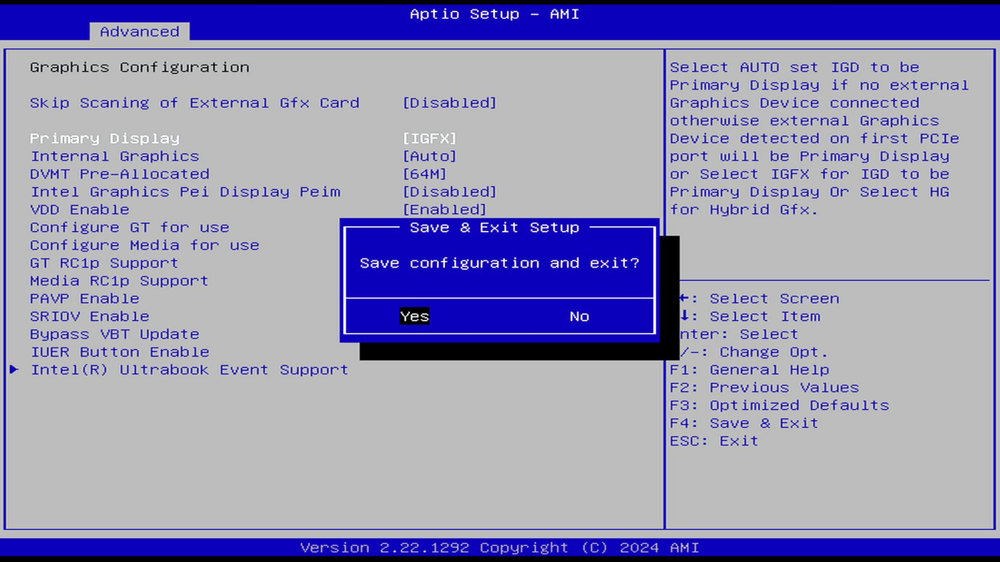 Aptio Setup – AMI
Advanced
Graphics Configuration
Skip Scaning of External Gfx Card [Disabled]
Primary Display [IGFX]
Internal Graphics [Auto]
DVMT Pre-Allocated [64M]
Intel Graphics Pei Display Peim [Disabled]
VDD Enable [Enabled]
Configure GT for use
Configure Media for use
GT RC1p Support
Media RC1p Support
PAVP Enable
SRIOV Enable
Bypass VBT Update
IUER Button Enable
Intel(R) Ultrabook Event Support
Save & Exit Setup
Save configuration and exit?
Yes No
Select AUTO set IGD to be
Primary Display if no external
Graphics Device connected
otherwise external Graphics
Device detected on first PCIe
port will be Primary Display
or Select IGFX for IGD to be
Primary Display Or Select HG
for Hybrid Gfx.
←: Select Screen
↓: Select Item
nter: Select
/-: Change Opt.
F1: General Help
F2: Previous Values
F3: Optimized Defaults
F4: Save & Exit
ESC: Exit
Version 2.22.1292 Copyright (C) 2024 AMI